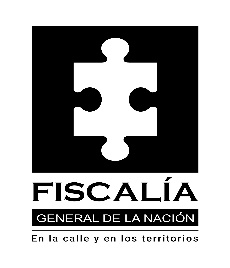 FISCALÍA
GENERAL DE LA NACIÓN
En la calle y en los territorios